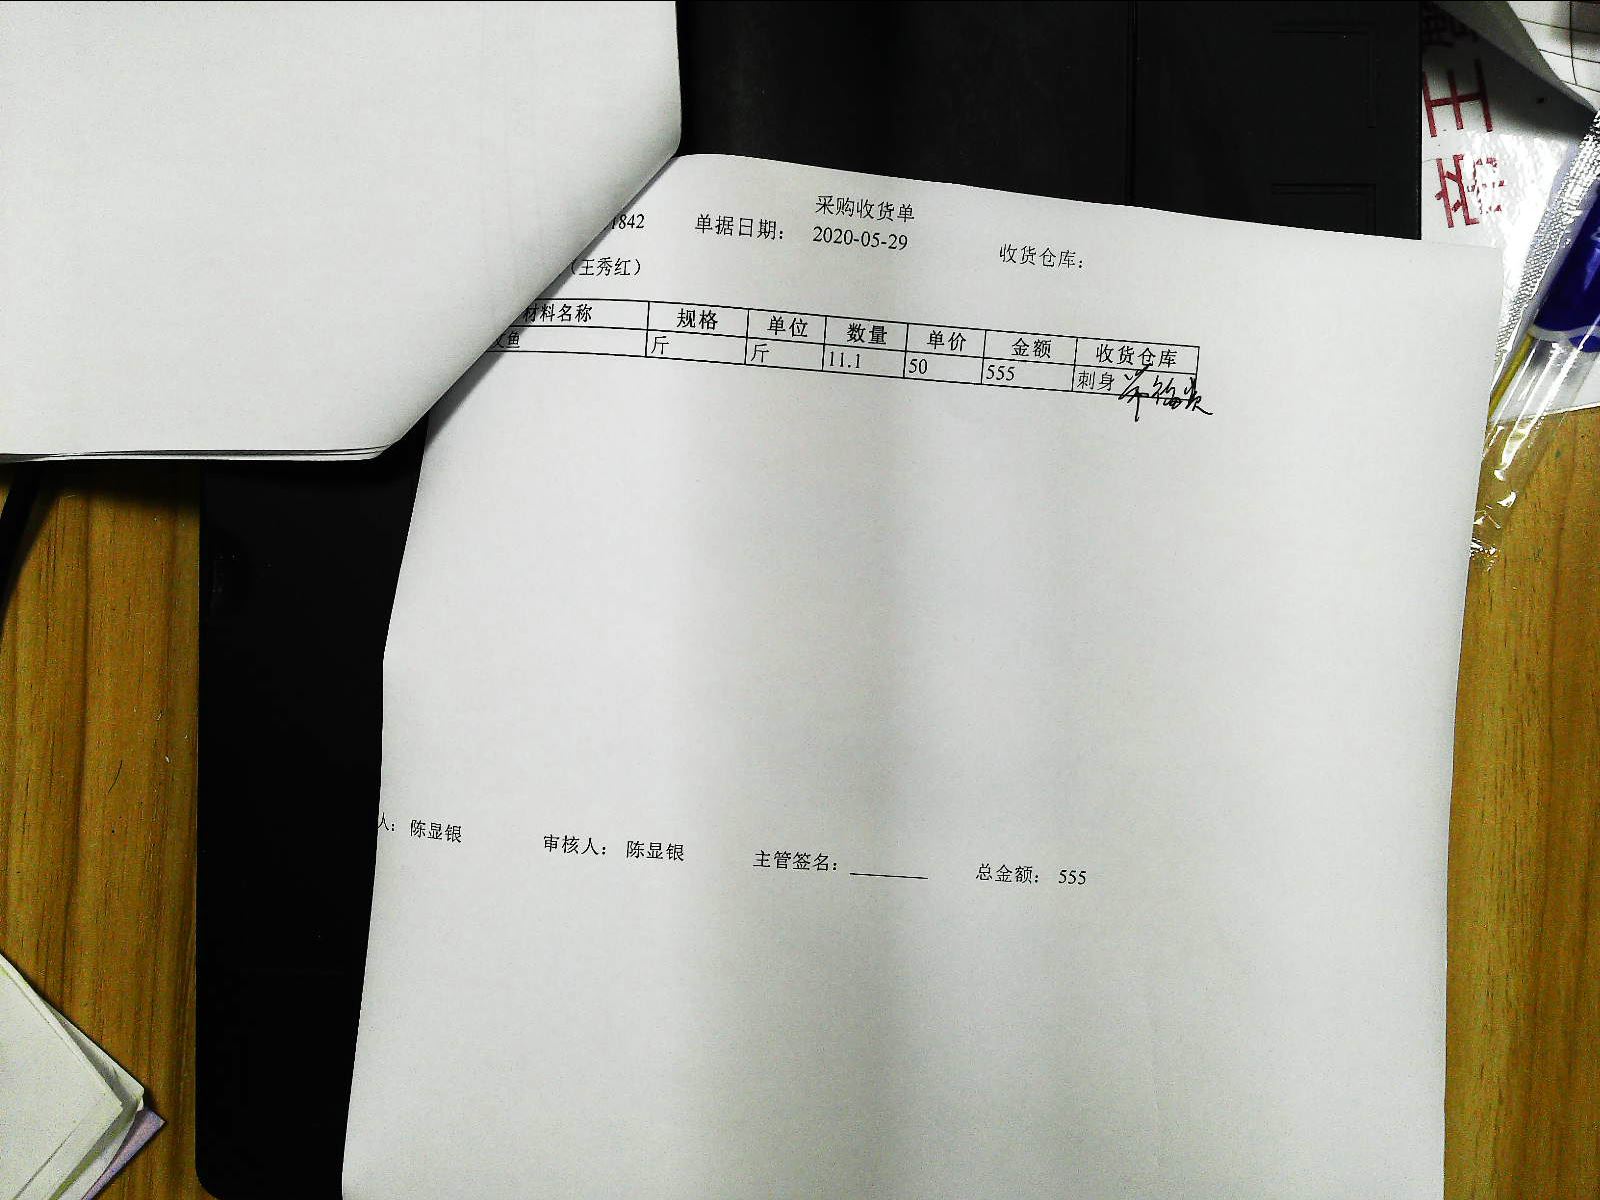 采购收货单
1842 单据日期： 2020-05-29 收货仓库：
（王秀红）
材料名称 规格 单位 数量 单价 金额 收货仓库
鱼 斤 斤 11.1 50 555 刺身
人： 陈显银 审核人： 陈显银 主管签名： 总金额： 555